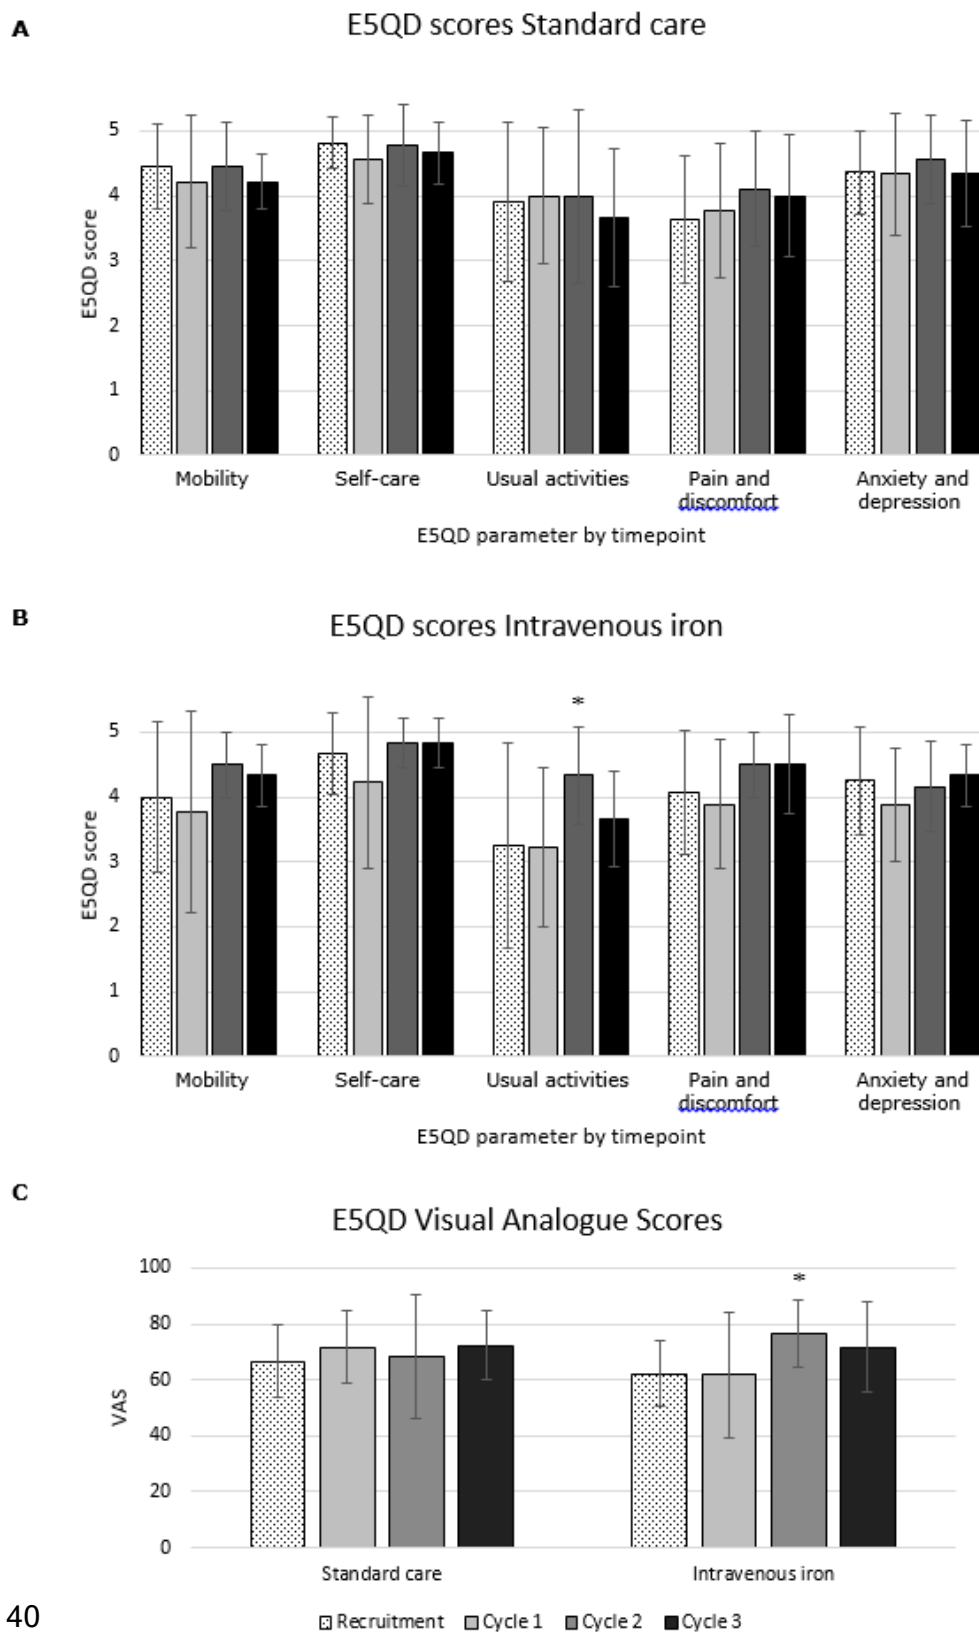 A
E5QD scores Standard care
5
4
3
2
1
0
E5QD score
Mobility
Self-care
Usual activities
Pain and
discomfort
Anxiety and
depression
E5QD parameter by timepoint
B
E5QD scores Intravenous iron
*
5
4
3
2
1
0
E5QD score
Mobility
Self-care
Usual activities
Pain and
discomfort
Anxiety and
depression
E5QD parameter by timepoint
C
E5QD Visual Analogue Scores
*
100
80
60
40
20
0
VAS
Standard care
Intravenous iron
40
Recruitment Cycle 1 Cycle 2 Cycle 3